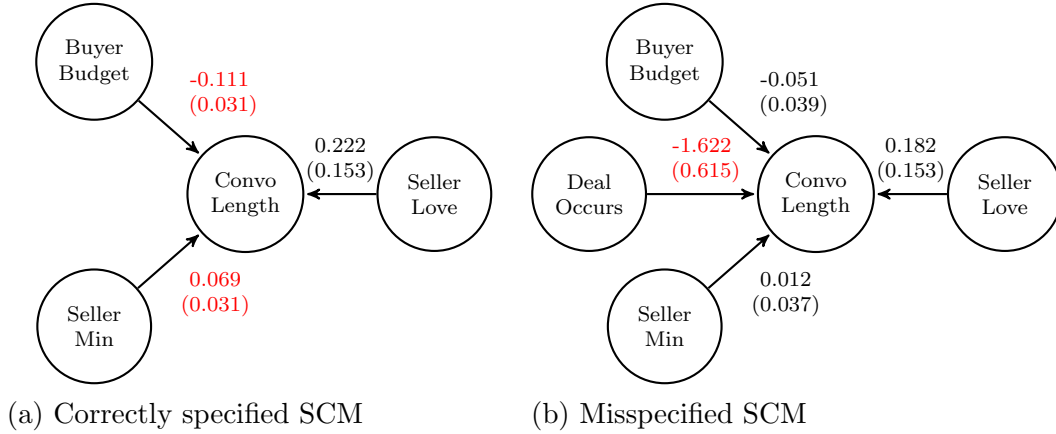 Buyer
Budget
-0.111
(0.031)
Convo
Length
0.222
(0.153)
Seller
Love
0.069
(0.031)
Seller
Min
(a) Correctly specified SCM
Buyer
Budget
-0.051
(0.039)
Deal
Occurs
-1.622
(0.615)
Convo
Length
0.182
(0.153)
Seller
Love
0.012
(0.037)
Seller
Min
(b) Misspecified SCM